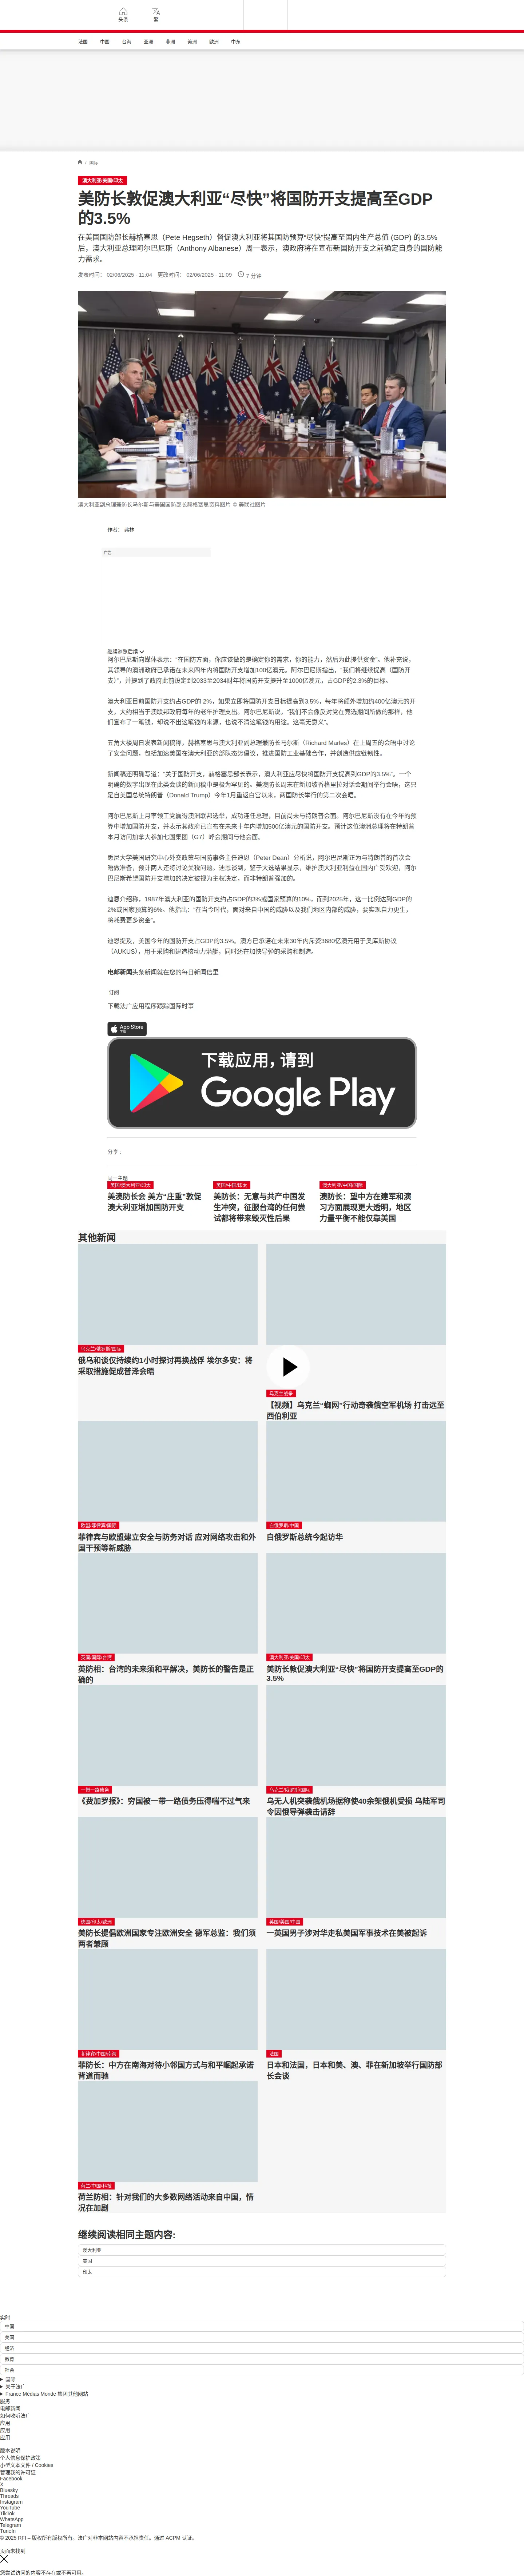 头条
繁
法国
中国
台海
亚洲
非洲
美洲
欧洲
中东
/ 国际
澳大利亚/美国/印太
美防长敦促澳大利亚“尽快”将国防开支提高至GDP
的3.5%
在美国国防部长赫格塞思（Pete Hegseth）督促澳大利亚将其国防预算“尽快”提高至国内生产总值 (GDP) 的3.5%
后，澳大利亚总理阿尔巴尼斯（Anthony Albanese）周一表示，澳政府将在宣布新国防开支之前确定自身的国防能
力需求。
发表时间： 02/06/2025 - 11:04 更改时间： 02/06/2025 - 11:09 7 分钟
澳大利亚副总理兼防长马尔斯与美国国防部长赫格塞思资料图片 © 美联社图片
作者： 弗林
广告
继续浏览后续
阿尔巴尼斯向媒体表示：“在国防方面，你应该做的是确定你的需求，你的能力，然后为此提供资金”。他补充说，
其领导的澳洲政府已承诺在未来四年内将国防开支增加100亿澳元。阿尔巴尼斯指出，“我们将继续提高（国防开
支）”，并提到了政府此前设定到2033至2034财年将国防开支提升至1000亿澳元，占GDP的2.3%的目标。
澳大利亚目前国防开支约占GDP的 2%，如果立即将国防开支目标提高到3.5%，每年将额外增加约400亿澳元的开
支，大约相当于澳联邦政府每年的老年护理支出。阿尔巴尼斯说，“我们不会像反对党在竞选期间所做的那样，他
们宣布了一笔钱，却说不出这笔钱的来源，也说不清这笔钱的用途。这毫无意义”。
五角大楼周日发表新闻稿称，赫格塞思与澳大利亚副总理兼防长马尔斯（Richard Marles）在上周五的会晤中讨论
了安全问题，包括加速美国在澳大利亚的部队态势倡议，推进国防工业基础合作，并创造供应链韧性。
新闻稿还明确写道：“关于国防开支，赫格塞思部长表示，澳大利亚应尽快将国防开支提高到GDP的3.5%”。一个
明确的数字出现在此类会谈的新闻稿中是极为罕见的。美澳防长周末在新加坡香格里拉对话会期间举行会晤，这只
是自美国总统特朗普（Donald Trump）今年1月重返白宫以来，两国防长举行的第二次会晤。
阿尔巴尼斯上月率领工党赢得澳洲联邦选举，成功连任总理，目前尚未与特朗普会面。阿尔巴尼斯没有在今年的预
算中增加国防开支，并表示其政府已宣布在未来十年内增加500亿澳元的国防开支。预计这位澳洲总理将在特朗普
本月访问加拿大参加七国集团（G7）峰会期间与他会面。
悉尼大学美国研究中心外交政策与国防事务主任迪思（Peter Dean）分析说，阿尔巴尼斯正为与特朗普的首次会
晤做准备，预计两人还将讨论关税问题。迪思谈到，鉴于大选结果显示，维护澳大利亚利益在国内广受欢迎，阿尔
巴尼斯希望国防开支增加的决定被视为主权决定，而非特朗普强加的。
迪恩介绍称，1987年澳大利亚的国防开支约占GDP的3%或国家预算的10%，而到2025年，这一比例达到GDP的
2%或国家预算的6%。他指出：“在当今时代，面对来自中国的威胁以及我们地区内部的威胁，要实现自力更生，
将耗费更多资金”。
迪思提及，美国今年的国防开支占GDP的3.5%。澳方已承诺在未来30年内斥资3680亿澳元用于奥库斯协议
（AUKUS），用于采购和建造核动力潜艇，同时还在加快导弹的采购和制造。
电邮新闻头条新闻就在您的每日新闻信里
订阅
下载法广应用程序跟踪国际时事
App Store
下载
下载应用，请到
Google Play
分享 :
同一主题
美国/澳大利亚/印太
美澳防长会 美方“庄重”敦促
澳大利亚增加国防开支
美国/中国/印太
美防长：无意与共产中国发
生冲突，征服台湾的任何尝
试都将带来毁灭性后果
澳大利亚/中国/国际
澳防长：望中方在建军和演
习方面展现更大透明，地区
力量平衡不能仅靠美国
其他新闻
乌克兰/俄罗斯/国际
俄乌和谈仅持续约1小时探讨再换战俘 埃尔多安：将
采取措施促成普泽会晤
乌克兰战争
【视频】乌克兰“蜘网”行动奇袭俄空军机场 打击远至
西伯利亚
欧盟/菲律宾/国际
菲律宾与欧盟建立安全与防务对话 应对网络攻击和外
国干预等新威胁
白俄罗斯/中国
白俄罗斯总统今起访华
英国/国际/台湾
英防相：台湾的未来须和平解决，美防长的警告是正
确的
澳大利亚/美国/印太
美防长敦促澳大利亚“尽快”将国防开支提高至GDP的
3.5%
一带一路债务
《费加罗报》：穷国被一带一路债务压得喘不过气来
乌克兰/俄罗斯/国际
乌无人机突袭俄机场据称使40余架俄机受损 乌陆军司
令因俄导弹袭击请辞
德国/印太/欧洲
美防长提倡欧洲国家专注欧洲安全 德军总监：我们须
两者兼顾
英国/美国/中国
一英国男子涉对华走私美国军事技术在美被起诉
菲律宾/中国/南海
菲防长：中方在南海对待小邻国方式与和平崛起承诺
背道而驰
法国
日本和法国，日本和美、澳、菲在新加坡举行国防部
长会谈
荷兰/中国/科技
荷兰防相：针对我们的大多数网络活动来自中国，情
况在加剧
继续阅读相同主题内容:
澳大利亚
美国
印太
实时
中国
美国
经济
教育
社会
国际
关于法广
France Médias Monde 集团其他网站
服务
电邮新闻
如何收听法广
应用
应用
应用
版本说明
个人信息保护政策
小型文本文件 / Cookies
管理我的许可证
Facebook
X
Bluesky
Threads
Instagram
YouTube
TikTok
WhatsApp
Telegram
TuneIn
© 2025 RFI – 版权所有版权所有。法广对非本网站内容不承担责任。通过 ACPM 认证。
页面未找到
您尝试访问的内容不存在或不再可用。